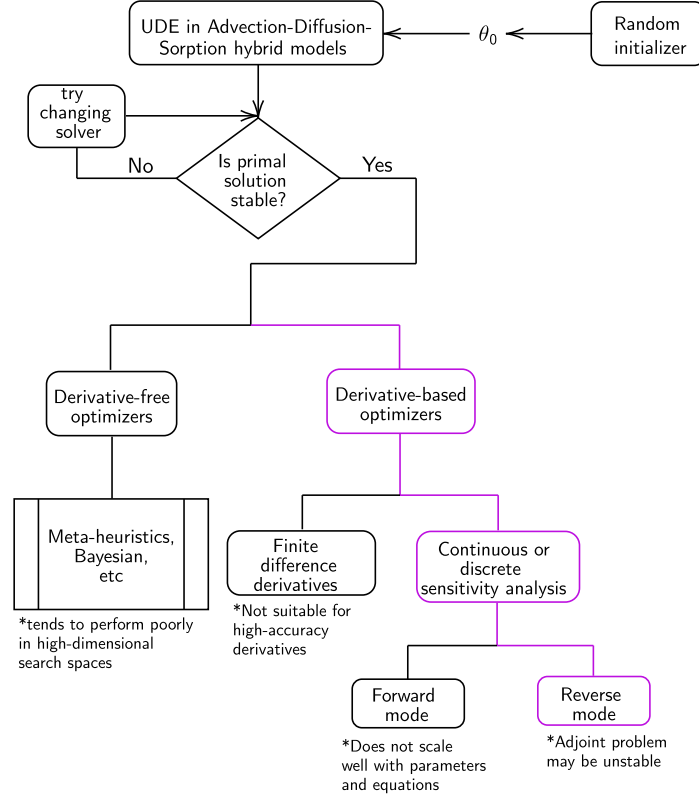 UDE in Advection-Diffusion-
Sorption hybrid models
θ0
Random
initializer
try
changing
solver
No
Is primal
solution
stable?
Yes
Derivative-free
optimizers
Derivative-based
optimizers
Meta-heuristics,
Bayesian,
etc
*tends to perform poorly
in high-dimensional
search spaces
Finite
difference
derivatives
*Not suitable for
high-accuracy
derivatives
Continuous or
discrete
sensitivity analysis
Forward
mode
*Does not scale
well with parameters
and equations
Reverse
mode
*Adjoint problem
may be unstable